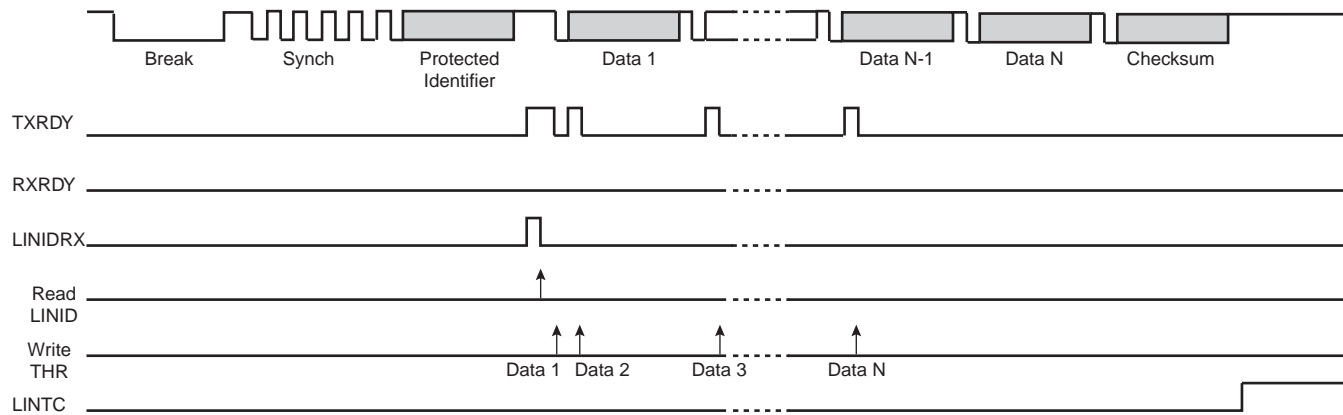 Break Synch Protected Identifier Data 1 Data N-1 Data N Checksum
TXRDY
RXRDY
LINIDRX
Read
LINID
Write
THR
Data 1 Data 2 Data 3 Data N
LINTC